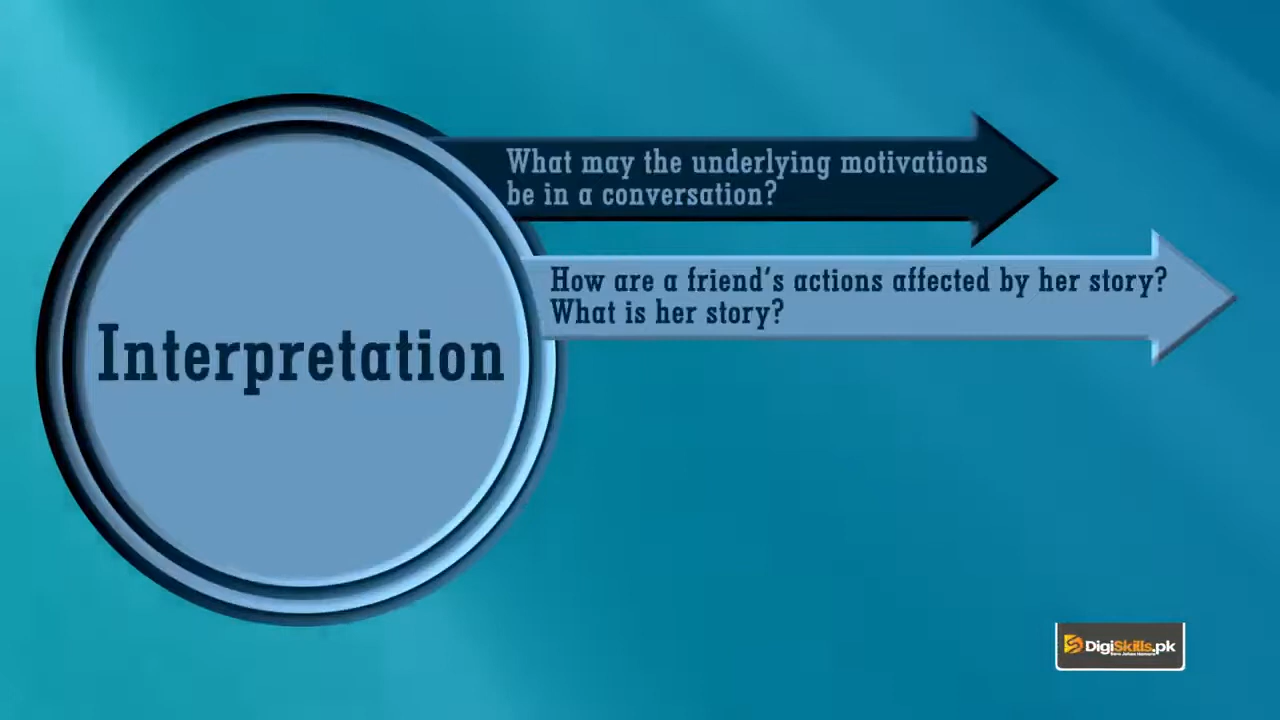 What may the underlying motivations
be in a conversation?
How are a friend's actions affected by her story?
What is her story?
Interpretation
DigiSkills.pk